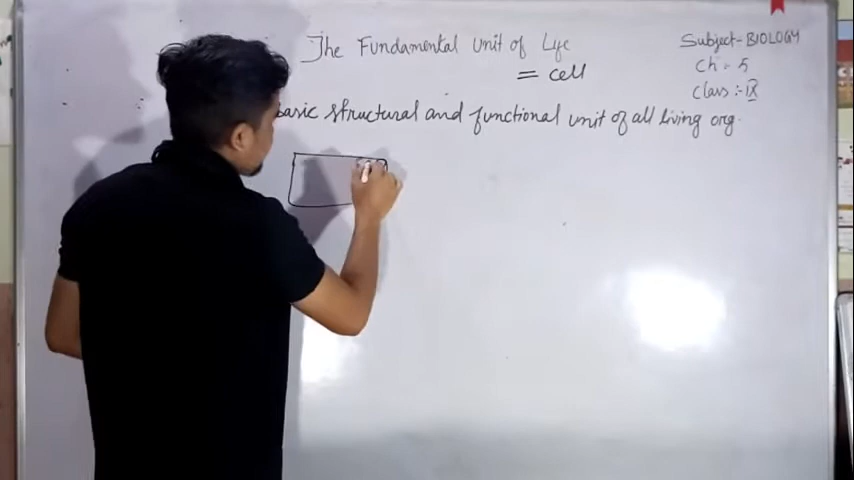 The Fundamental Unit of Life
= cell
basic structural and functional unit of all living org.
Subject-BIOLOGY
Ch - 5
Class :- IX